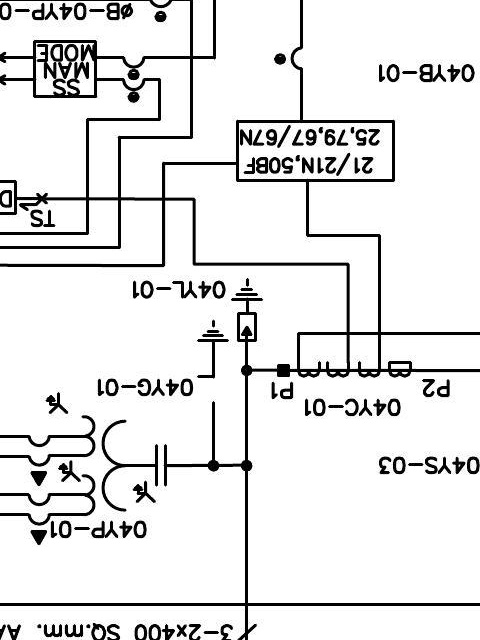 3-2x400 SQ.mm. A
04YP-01
04YS-03
P2
04YC-01
P1
04YG-01
04YL-01
TS
D
21/21N,50BF
25,79,67/67N
SS
MAN
MODE
04YB-01
ØB-04YP-0